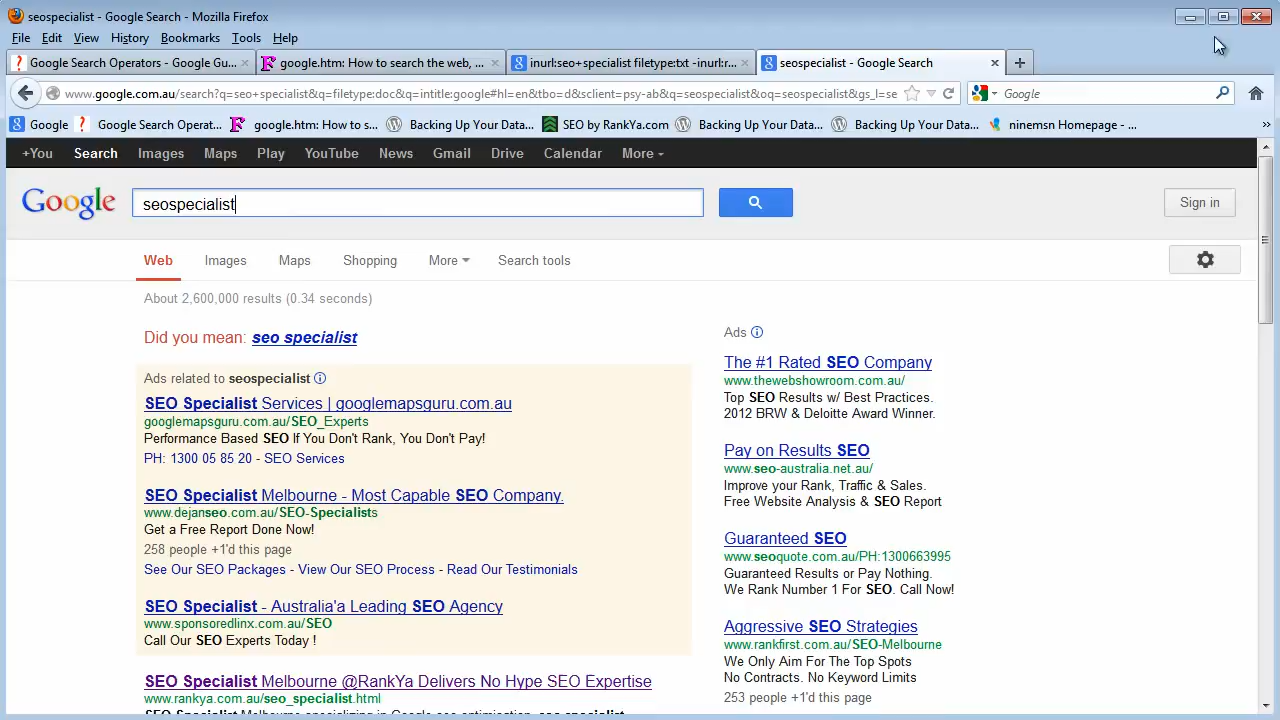 seospecialist - Google Search - Mozilla Firefox
File Edit View History Bookmarks Tools Help
Google Search Operators - Google Gu... google.htm: How to search the web, ... inurl:seo+specialist filetype:txt -inurl:r... seospecialist - Google Search
www.google.com.au/search?q=seo+specialist&q=filetype:doc&q=intitle:google#hl=en&tbo=d&sclient=psy-ab&q=seospecialist&oq=seospecialist&gs_l=se Google
Google Google Search Operat... google.htm: How to s... Backing Up Your Data... SEO by RankYa.com Backing Up Your Data... Backing Up Your Data... ninemsn Homepage - ...
+You Search Images Maps Play YouTube News Gmail Drive Calendar More
Google seospecialist Sign in
Web Images Maps Shopping More Search tools
About 2,600,000 results (0.34 seconds)
Did you mean: seo specialist
Ads related to seospecialist
SEO Specialist Services | googlemapsguru.com.au
googlemapsguru.com.au/SEO_Experts
Performance Based SEO If You Don't Rank, You Don't Pay!
PH: 1300 05 85 20 - SEO Services
SEO Specialist Melbourne - Most Capable SEO Company.
www.dejanseo.com.au/SEO-Specialists
Get a Free Report Done Now!
258 people +1'd this page
See Our SEO Packages - View Our SEO Process - Read Our Testimonials
SEO Specialist - Australia'a Leading SEO Agency
www.sponsoredlinx.com.au/SEO
Call Our SEO Experts Today !
SEO Specialist Melbourne @RankYa Delivers No Hype SEO Expertise
www.rankya.com.au/seo_specialist.html
SEO Specialist Melbourne specializing in Google seo optimisation, seo specialist
Ads
The #1 Rated SEO Company
www.thewebshowroom.com.au/
Top SEO Results w/ Best Practices.
2012 BRW & Deloitte Award Winner.
Pay on Results SEO
www.seo-australia.net.au/
Improve your Rank, Traffic & Sales.
Free Website Analysis & SEO Report
Guaranteed SEO
www.seoquote.com.au/PH:1300663995
Guaranteed Results or Pay Nothing.
We Rank Number 1 For SEO. Call Now!
Aggressive SEO Strategies
www.rankfirst.com.au/SEO-Melbourne
We Only Aim For The Top Spots
No Contracts. No Keyword Limits
253 people +1'd this page